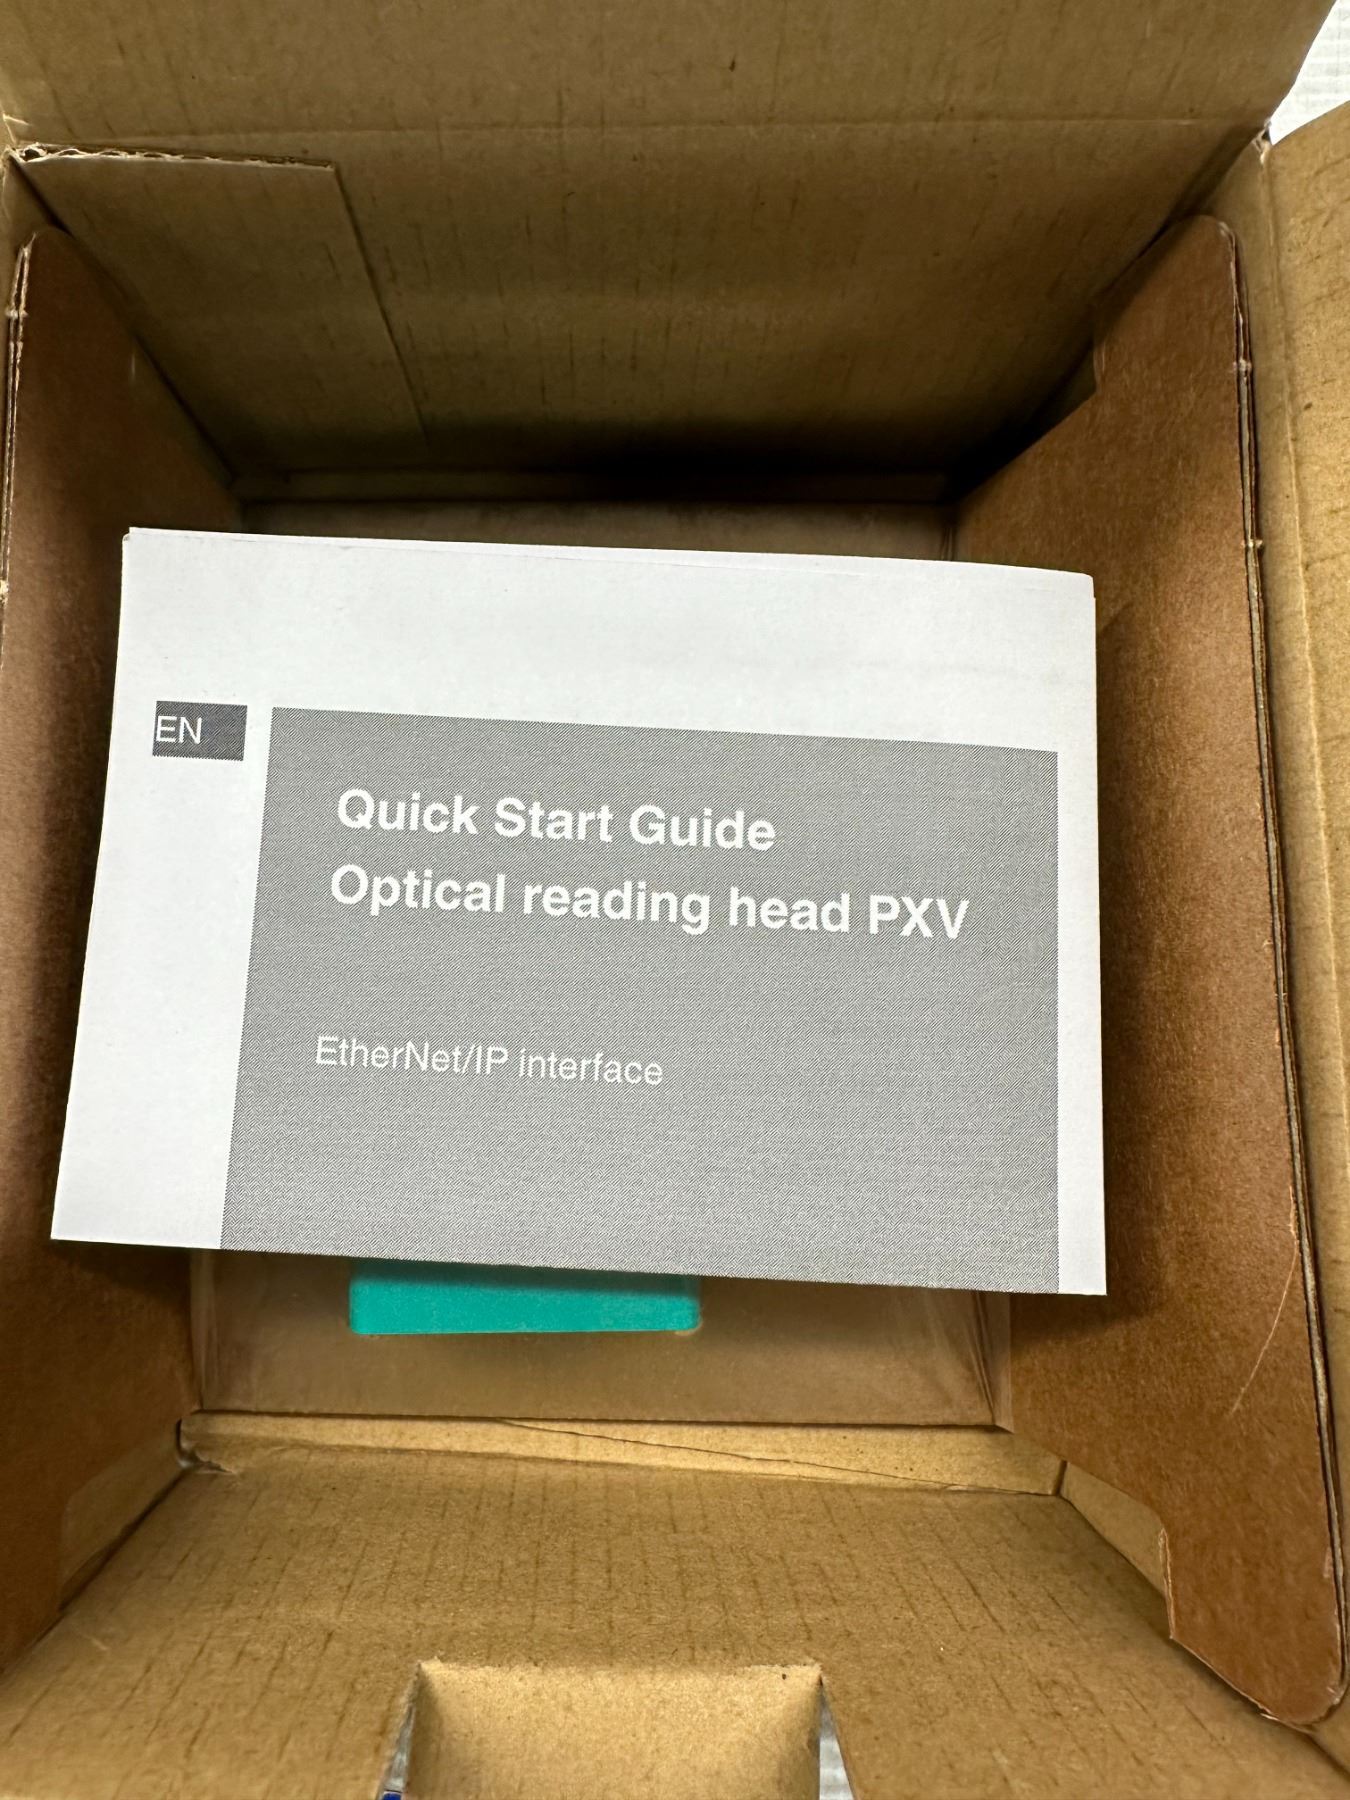 EN
Quick Start Guide
Optical reading head PXV
EtherNet/IP interface